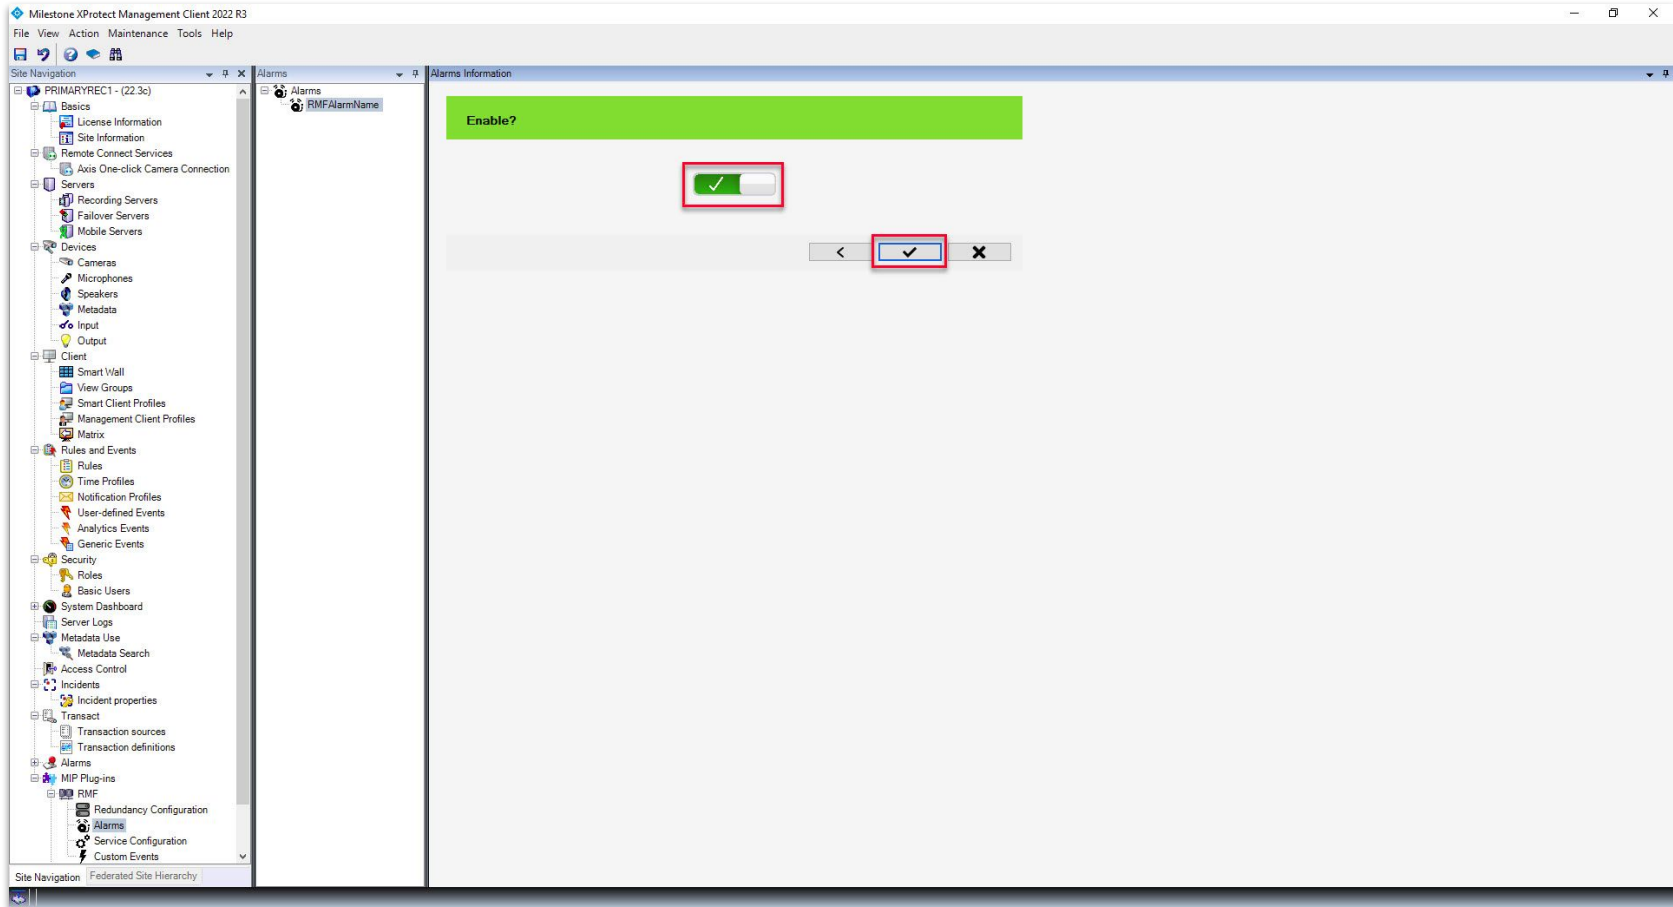 Milestone XProtect Management Client 2022 R3
File View Action Maintenance Tools Help
Site Navigation
PRIMARYREC1 - (22.3c)
Basics
License Information
Site Information
Remote Connect Services
Axis One-click Camera Connection
Servers
Recording Servers
Failover Servers
Mobile Servers
Devices
Cameras
Microphones
Speakers
Metadata
Input
Output
Client
Smart Wall
View Groups
Smart Client Profiles
Management Client Profiles
Matrix
Rules and Events
Rules
Time Profiles
Notification Profiles
User-defined Events
Analytics Events
Generic Events
Security
Roles
Basic Users
System Dashboard
Server Logs
Metadata Use
Metadata Search
Access Control
Incidents
Incident properties
Transact
Transaction sources
Transaction definitions
Alarms
MIP Plug-ins
RMF
Redundancy Configuration
Alarms
Service Configuration
Custom Events
Site Navigation Federated Site Hierarchy
Alarms
Alarms
RMFAlarmName
Alarms Information
Enable?